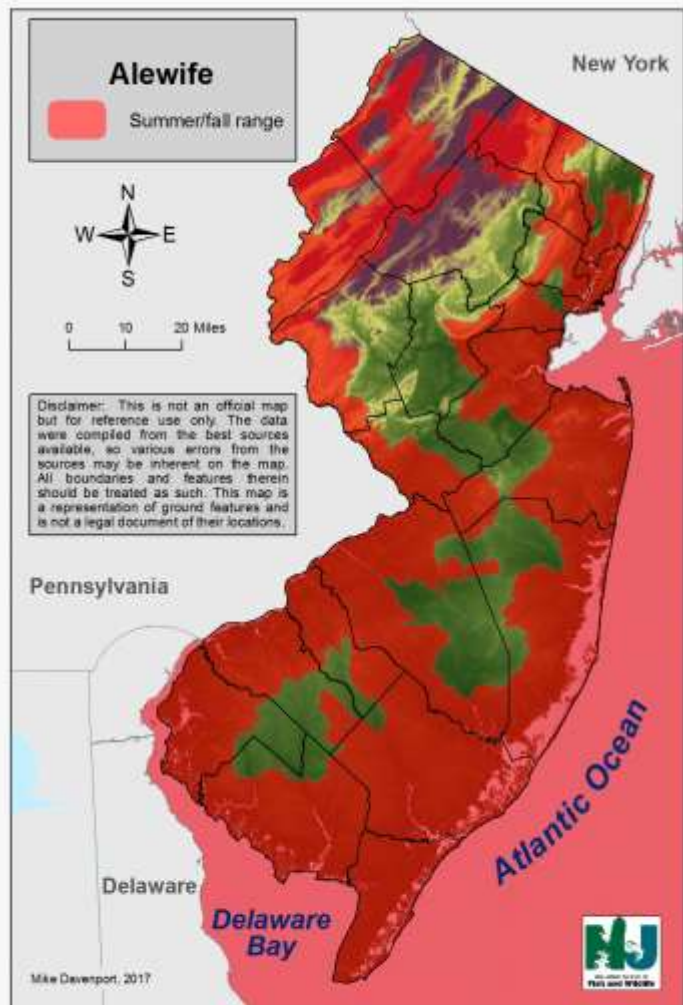 Alewife
Summer/fall range
New York
N
W E
S
0 10 20 Miles
Disclaimer: This is not an official map
but for reference use only. The data
were compiled from the best sources
available, so various errors from the
sources may be inherent on the map.
All boundaries and features therein
should be treated as such. This map is
a representation of ground features and
is not a legal document of their locations.
Pennsylvania
Atlantic Ocean
Delaware
Delaware
Bay
NJ
Fish and Wildlife
Mike Davenport, 2017